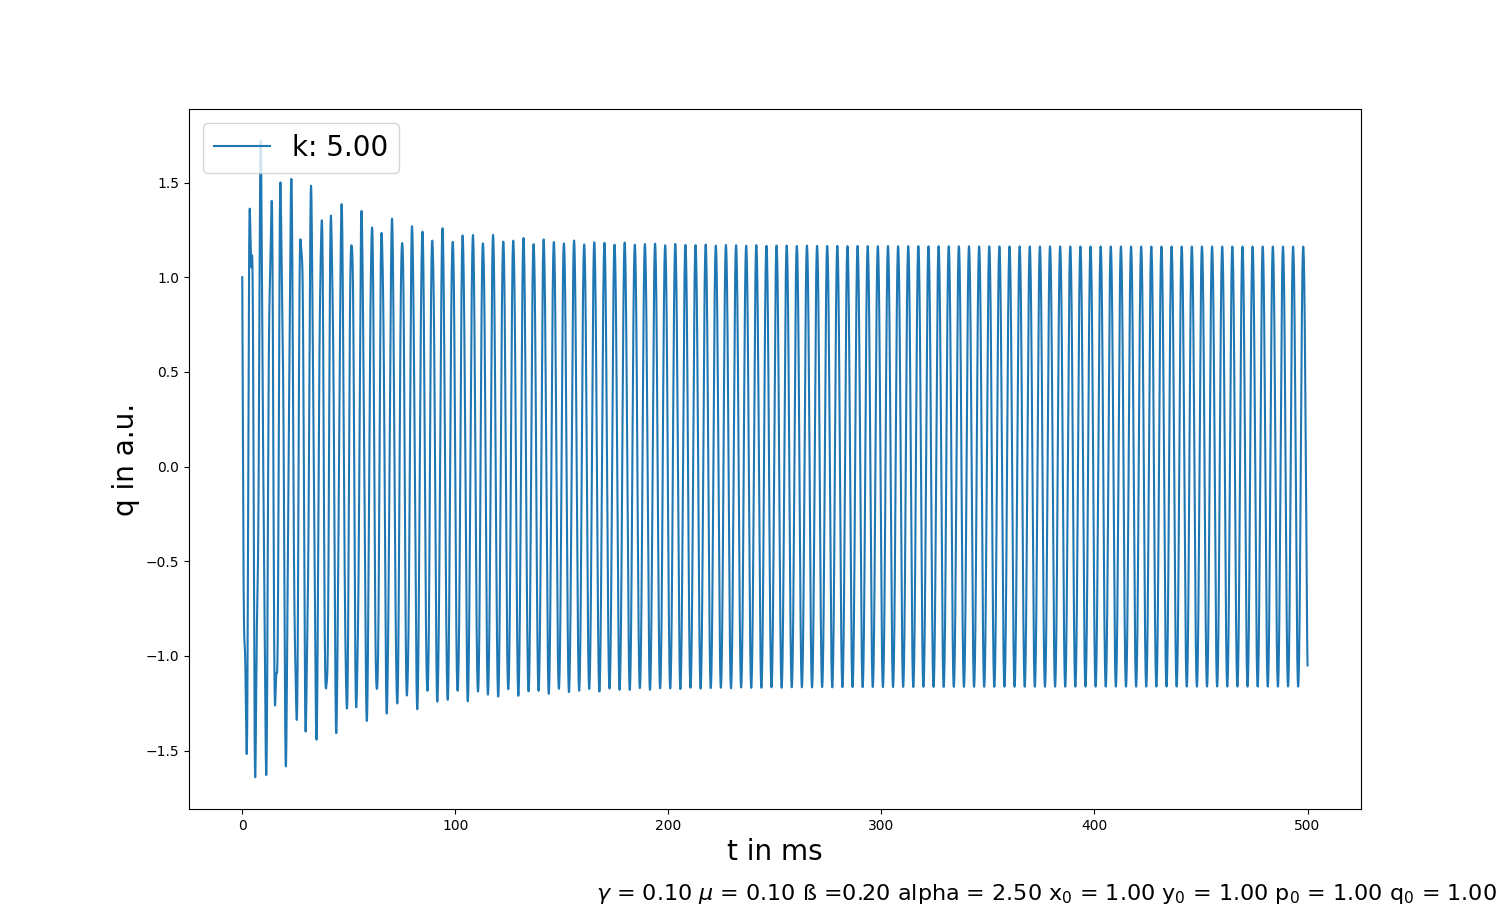 k: 5.00
1.5
1.0
0.5
0.0
−0.5
−1.0
−1.5
q in a.u.
0 100 200 300 400 500
t in ms
γ = 0.10 μ = 0.10 ß =0.20 alpha = 2.50 x₀ = 1.00 y₀ = 1.00 p₀ = 1.00 q₀ = 1.00